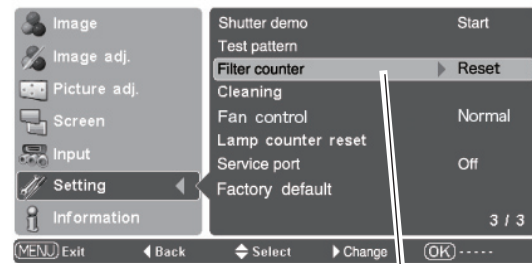 Image
Image adj.
Picture adj.
Screen
Input
Setting
Information
Shutter demo Start
Test pattern
Filter counter Reset
Cleaning
Fan control Normal
Lamp counter reset
Service port Off
Factory default
3 / 3
MENU Exit Back Select Change OK -----